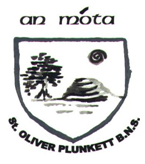 an móta
St. OLIVER PLUNKETT B.N.S.